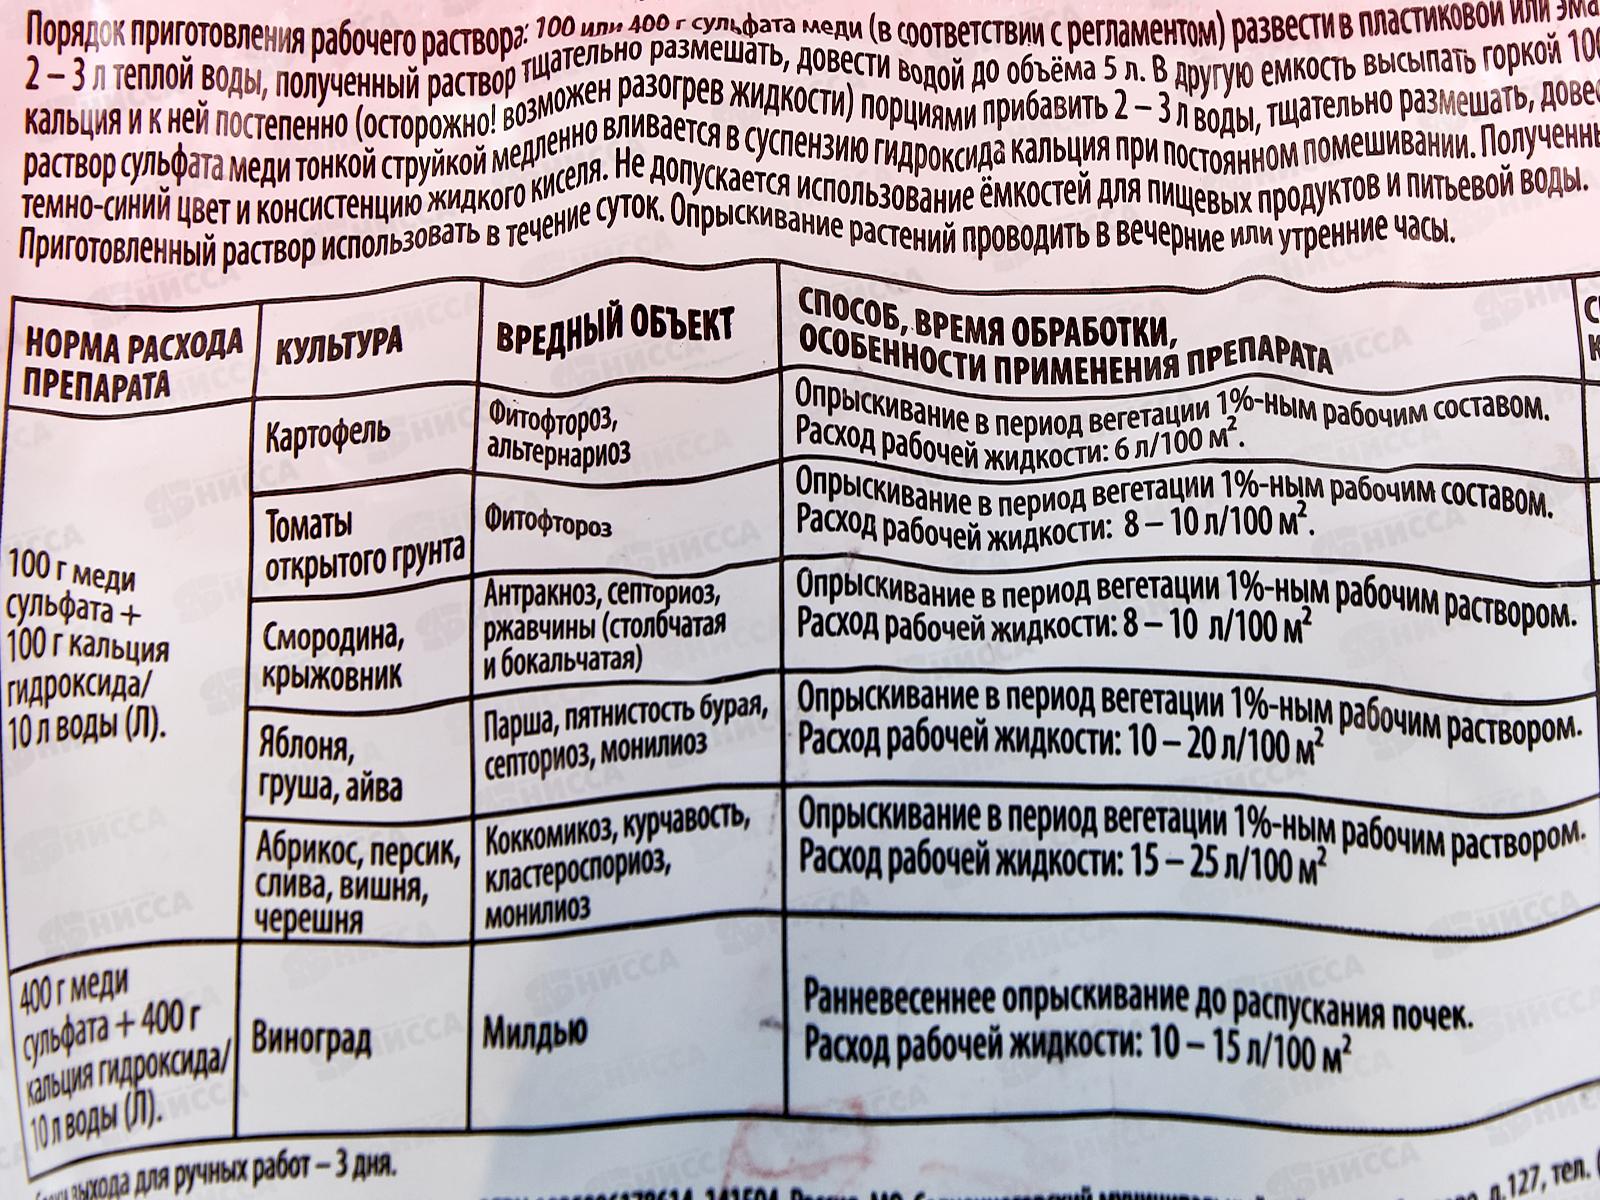 Порядок приготовления рабочего раствора: 100 или 400 г сульфата меди (в соответствии с регламентом) развести в пластиковой или
2 – 3 л теплой воды, полученный раствор тщательно размешать, довести водой до объёма 5 л. В другую емкость высыпать горкой
кальция и к ней постепенно (осторожно! возможен разогрев жидкости) порциями прибавить 2 – 3 л воды, тщательно размешать,
раствор сульфата меди тонкой струйкой медленно вливается в суспензию гидроксида кальция при постоянном помешивании.
темно-синий цвет и консистенцию жидкого киселя. Не допускается использование ёмкостей для пищевых продуктов и питьевой воды.
Приготовленный раствор использовать в течение суток. Опрыскивание растений проводить в вечерние или утренние часы.
НОРМА РАСХОДА
ПРЕПАРАТА
КУЛЬТУРА
ВРЕДНЫЙ ОБЪЕКТ
СПОСОБ, ВРЕМЯ ОБРАБОТКИ,
ОСОБЕННОСТИ ПРИМЕНЕНИЯ ПРЕПАРАТА
100 г меди
сульфата +
100 г кальция
гидроксида/
10 л воды (Л).
Картофель
Фитофтороз,
альтернариоз
Опрыскивание в период вегетации 1%-ным рабочим составом.
Расход рабочей жидкости: 6 л/100 м².
Томаты
открытого грунта
Фитофтороз
Опрыскивание в период вегетации 1%-ным рабочим составом.
Расход рабочей жидкости: 8 – 10 л/100 м².
Смородина,
крыжовник
Антракноз, септориоз,
ржавчины (столбчатая
и бокальчатая)
Опрыскивание в период вегетации 1%-ным рабочим раствором.
Расход рабочей жидкости: 8 – 10 л/100 м²
Яблоня,
груша, айва
Парша, пятнистость бурая,
септориоз, монилиоз
Опрыскивание в период вегетации 1%-ным рабочим раствором.
Расход рабочей жидкости: 10 – 20 л/100 м²
Абрикос, персик,
слива, вишня,
черешня
Коккомикоз, курчавость,
кластероспориоз,
монилиоз
Опрыскивание в период вегетации 1%-ным рабочим раствором.
Расход рабочей жидкости: 15 – 25 л/100 м²
400 г меди
сульфата + 400 г
кальция гидроксида/
10 л воды (Л).
Виноград
Милдью
Ранневесеннее опрыскивание до распускания почек.
Расход рабочей жидкости: 10 – 15 л/100 м²
выхода для ручных работ – 3 дня.
д.127, тел.
НИССА